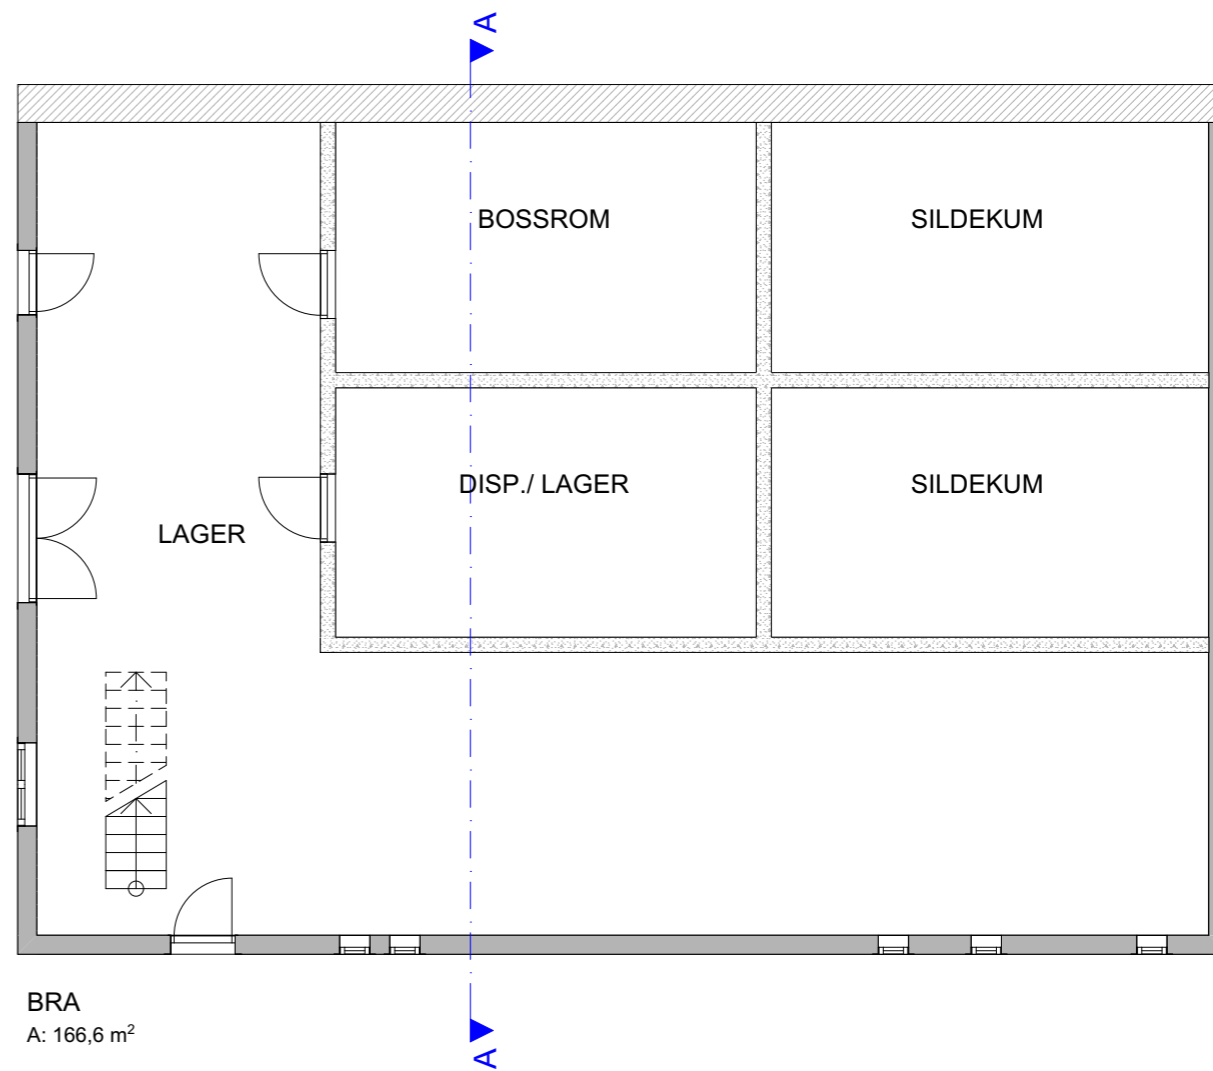 A
BOSSROM
SILDEKUM
DISP./ LAGER
SILDEKUM
LAGER
BRA
A: 166,6 m²
A